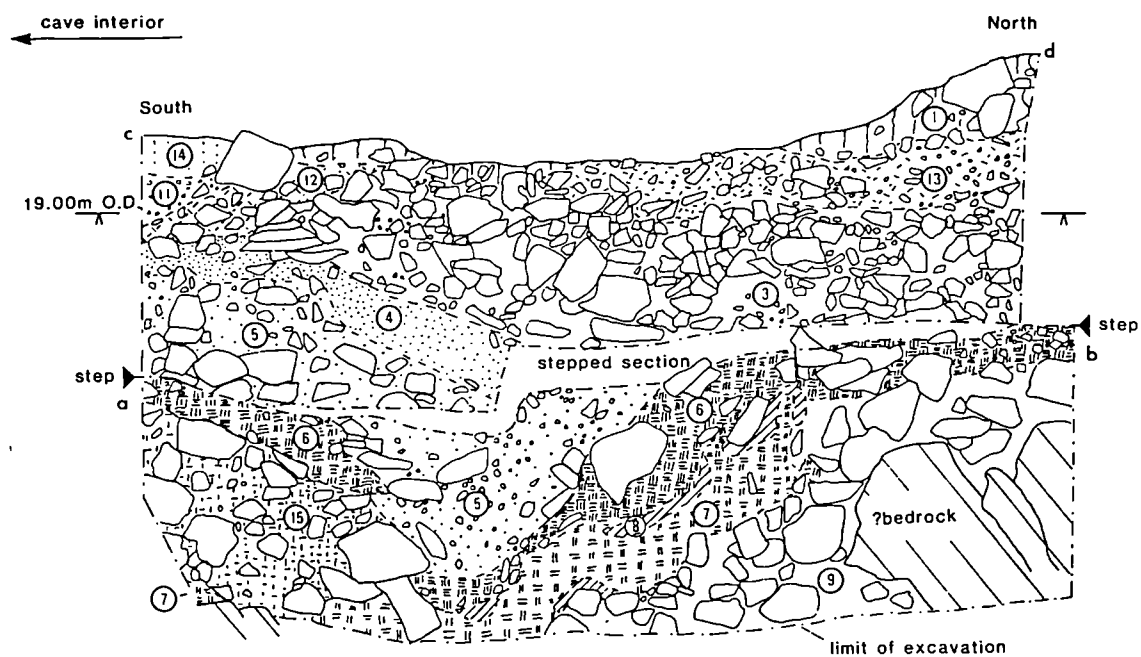 cave interior
North
d
South
c
1
14
12
13
11
19.00m O.D.
3
4
5
step
stepped section
b
step
a
6
6
5
15
7
8
?bedrock
9
7
limit of excavation